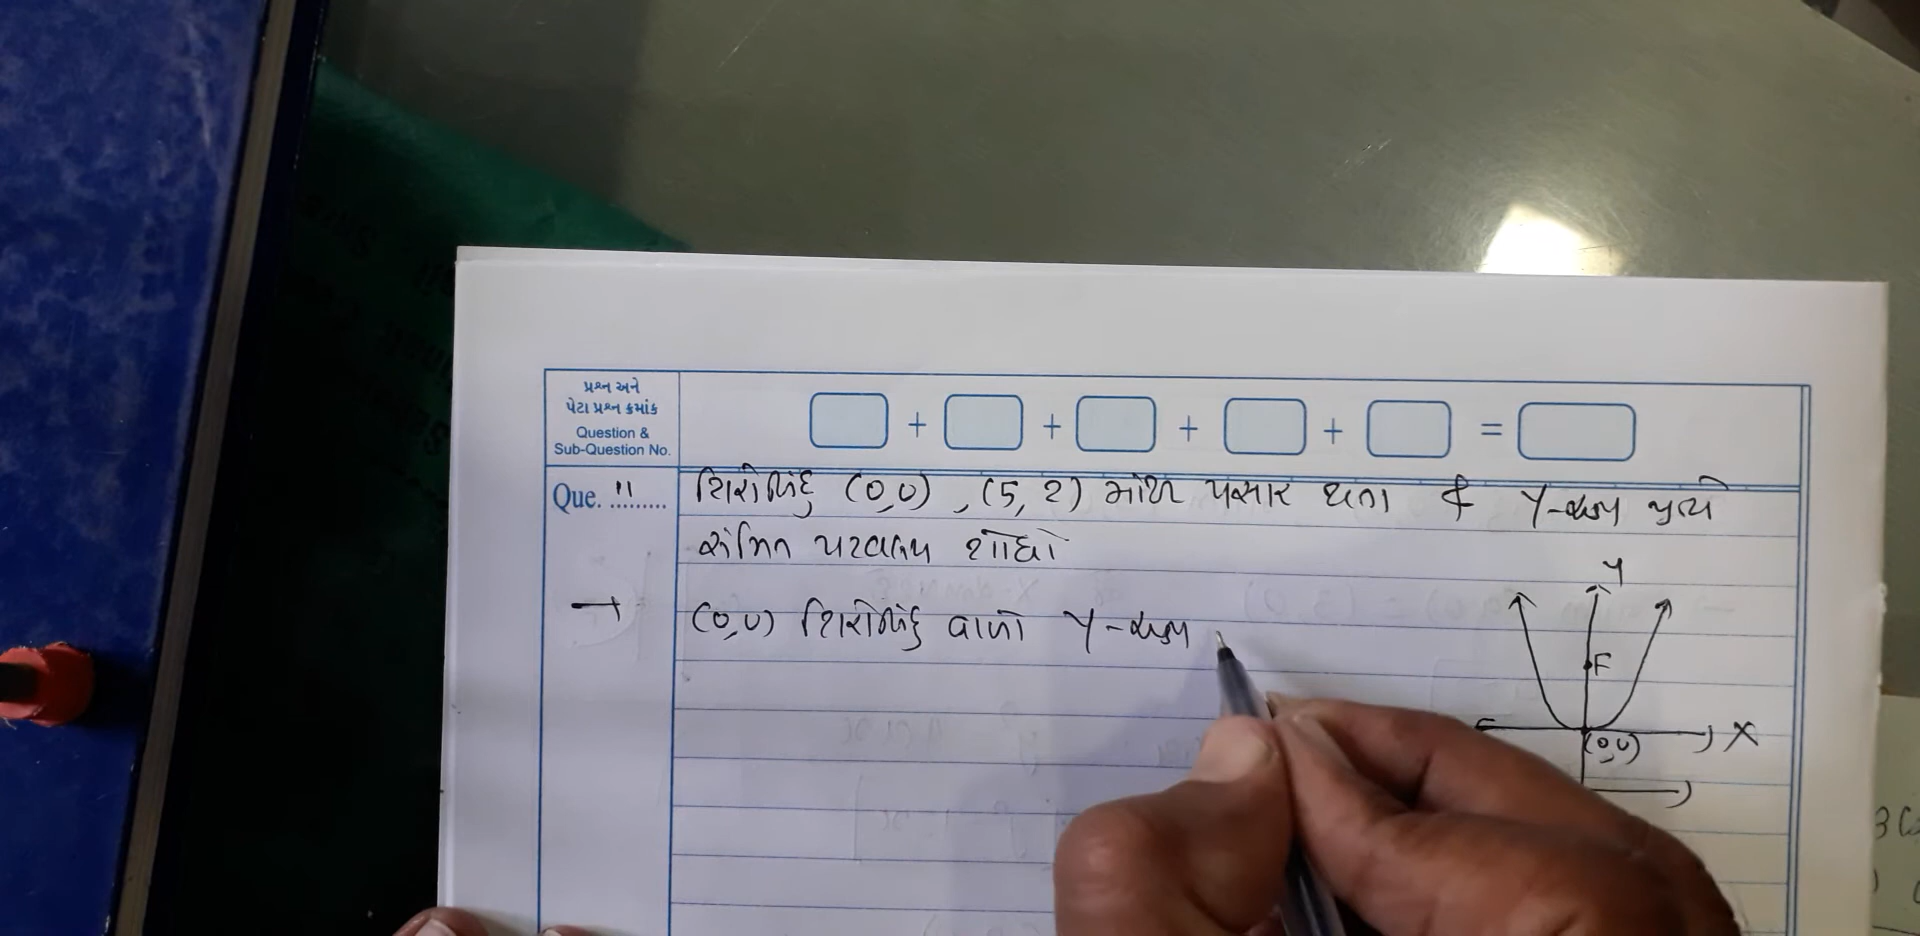 પ્રશ્ન અને
પેટા પ્રશ્ન ક્રમાંક
Question &
Sub-Question No.
+ + + + =
Que. 11
શિરોબિંદુ (0,0), (5, 2) માંથી પસાર થતા ને Y-અક્ષ પ્રત્યે
સંમિત પરવલય શોધો
→ (0,0) શિરોબિંદુ વાળો Y-અક્ષ
Y
F
(0,0)
X